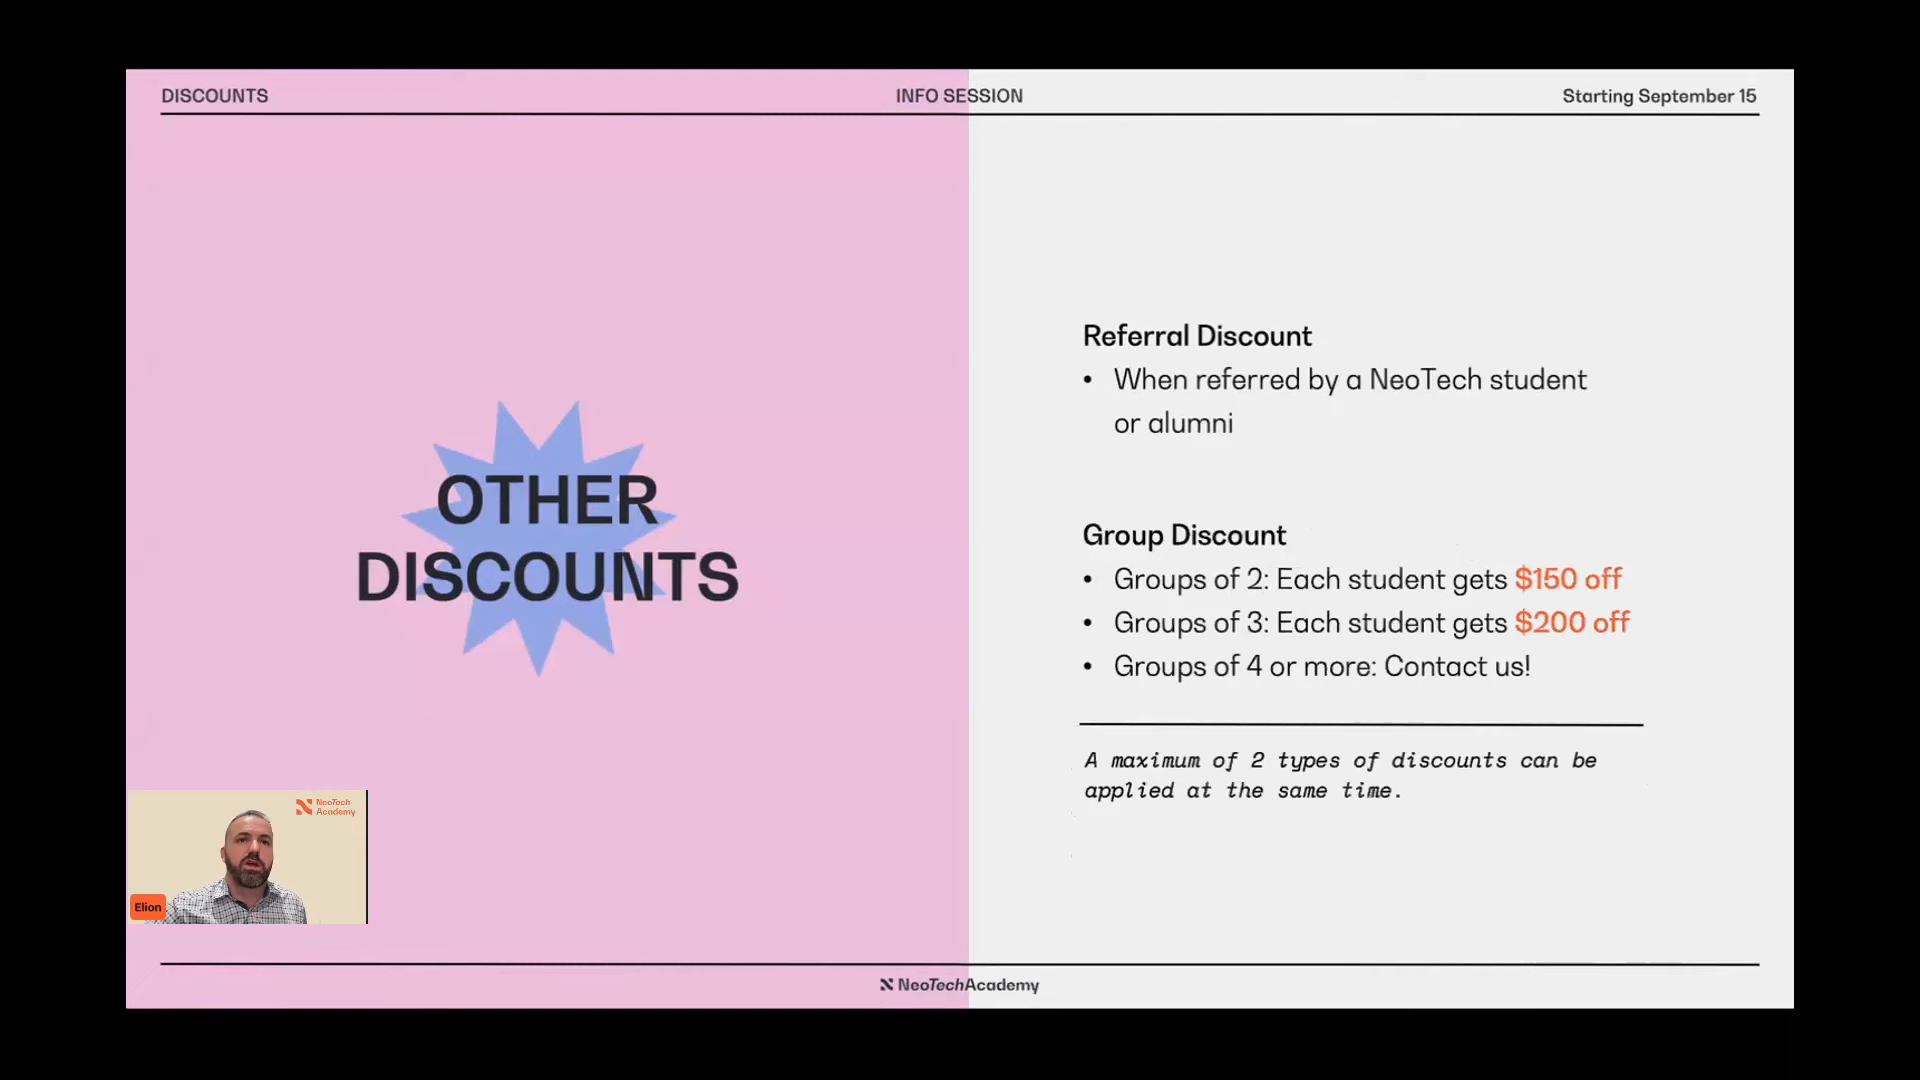 DISCOUNTS
INFO SESSION
Starting September 15
OTHER
DISCOUNTS
Referral Discount
• When referred by a NeoTech student
or alumni
Group Discount
• Groups of 2: Each student gets $150 off
• Groups of 3: Each student gets $200 off
• Groups of 4 or more: Contact us!
A maximum of 2 types of discounts can be
applied at the same time.
NeoTech
Academy
Elion
NeoTechAcademy